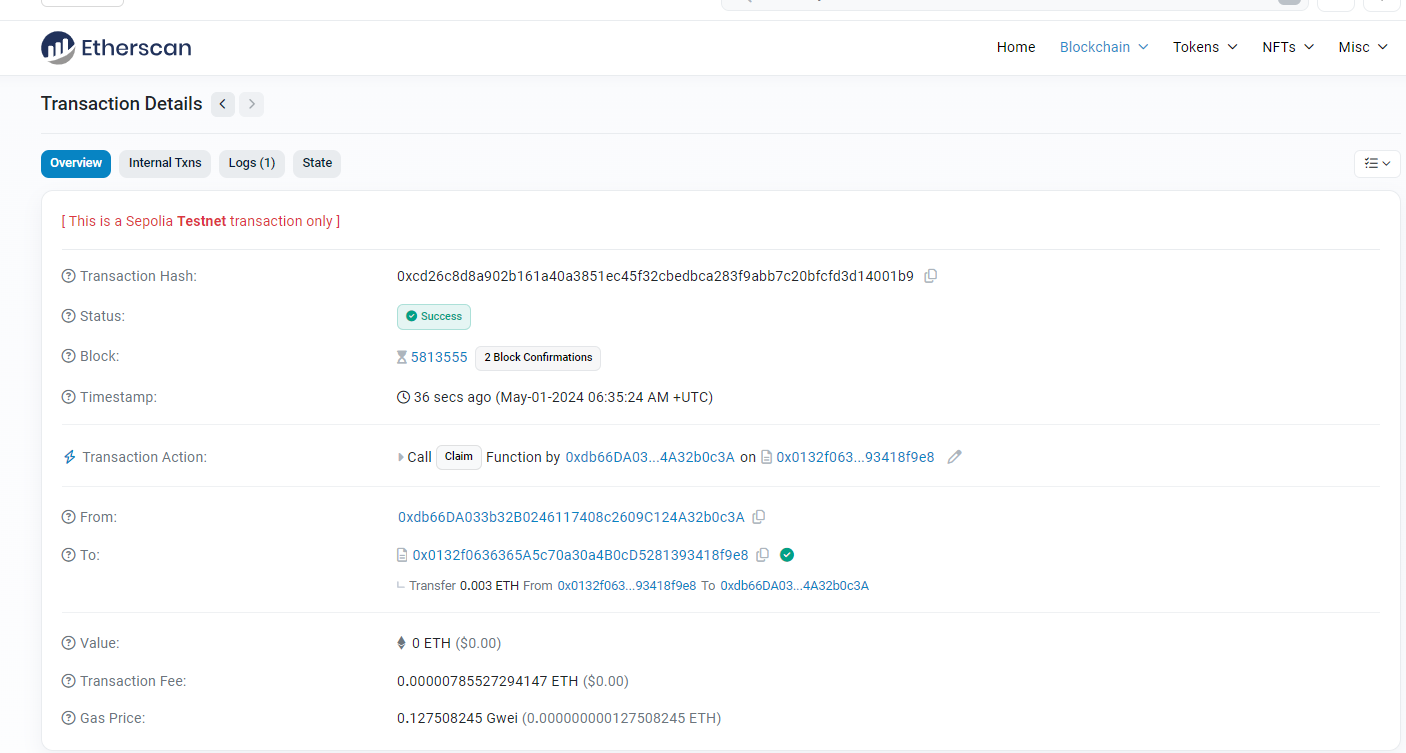 Etherscan
Home Blockchain Tokens NFTs Misc
Transaction Details
Overview Internal Txns Logs (1) State
[ This is a Sepolia Testnet transaction only ]
Transaction Hash: 0xcd26c8d8a902b161a40a3851ec45f32cbedbca283f9abb7c20bfcfd3d14001b9
Status: Success
Block: 5813555 2 Block Confirmations
Timestamp: 36 secs ago (May-01-2024 06:35:24 AM +UTC)
Transaction Action: Call Claim Function by 0xdb66DA03...4A32b0c3A on 0x0132f063...93418f9e8
From: 0xdb66DA033b32B0246117408c2609C124A32b0c3A
To: 0x0132f0636365A5c70a30a4B0cD5281393418f9e8
Transfer 0.003 ETH From 0x0132f063...93418f9e8 To 0xdb66DA03...4A32b0c3A
Value: 0 ETH ($0.00)
Transaction Fee: 0.00000785527294147 ETH ($0.00)
Gas Price: 0.127508245 Gwei (0.000000000127508245 ETH)